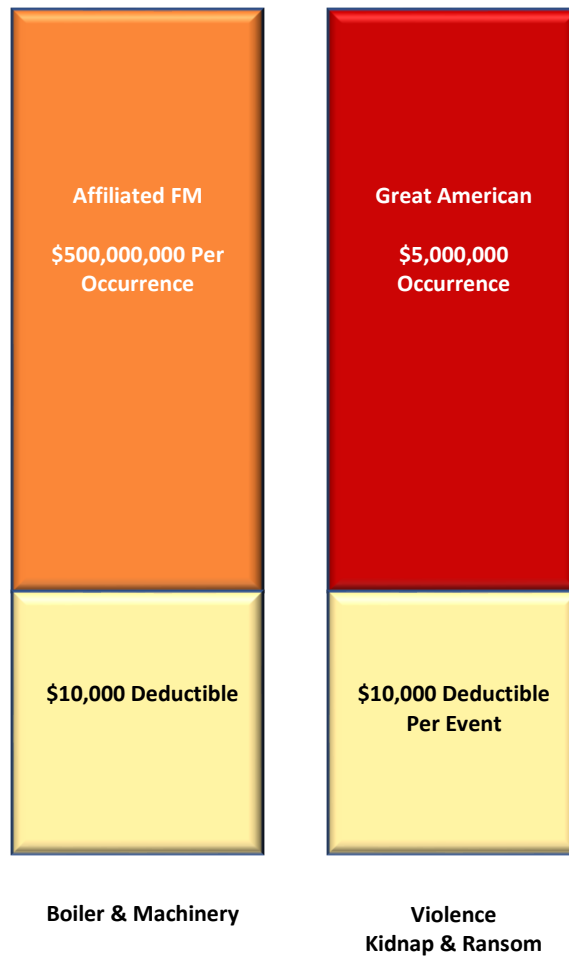 Affiliated FM
$500,000,000 Per
Occurrence
$10,000 Deductible
Boiler & Machinery
Great American
$5,000,000
Occurrence
$10,000 Deductible
Per Event
Violence
Kidnap & Ransom